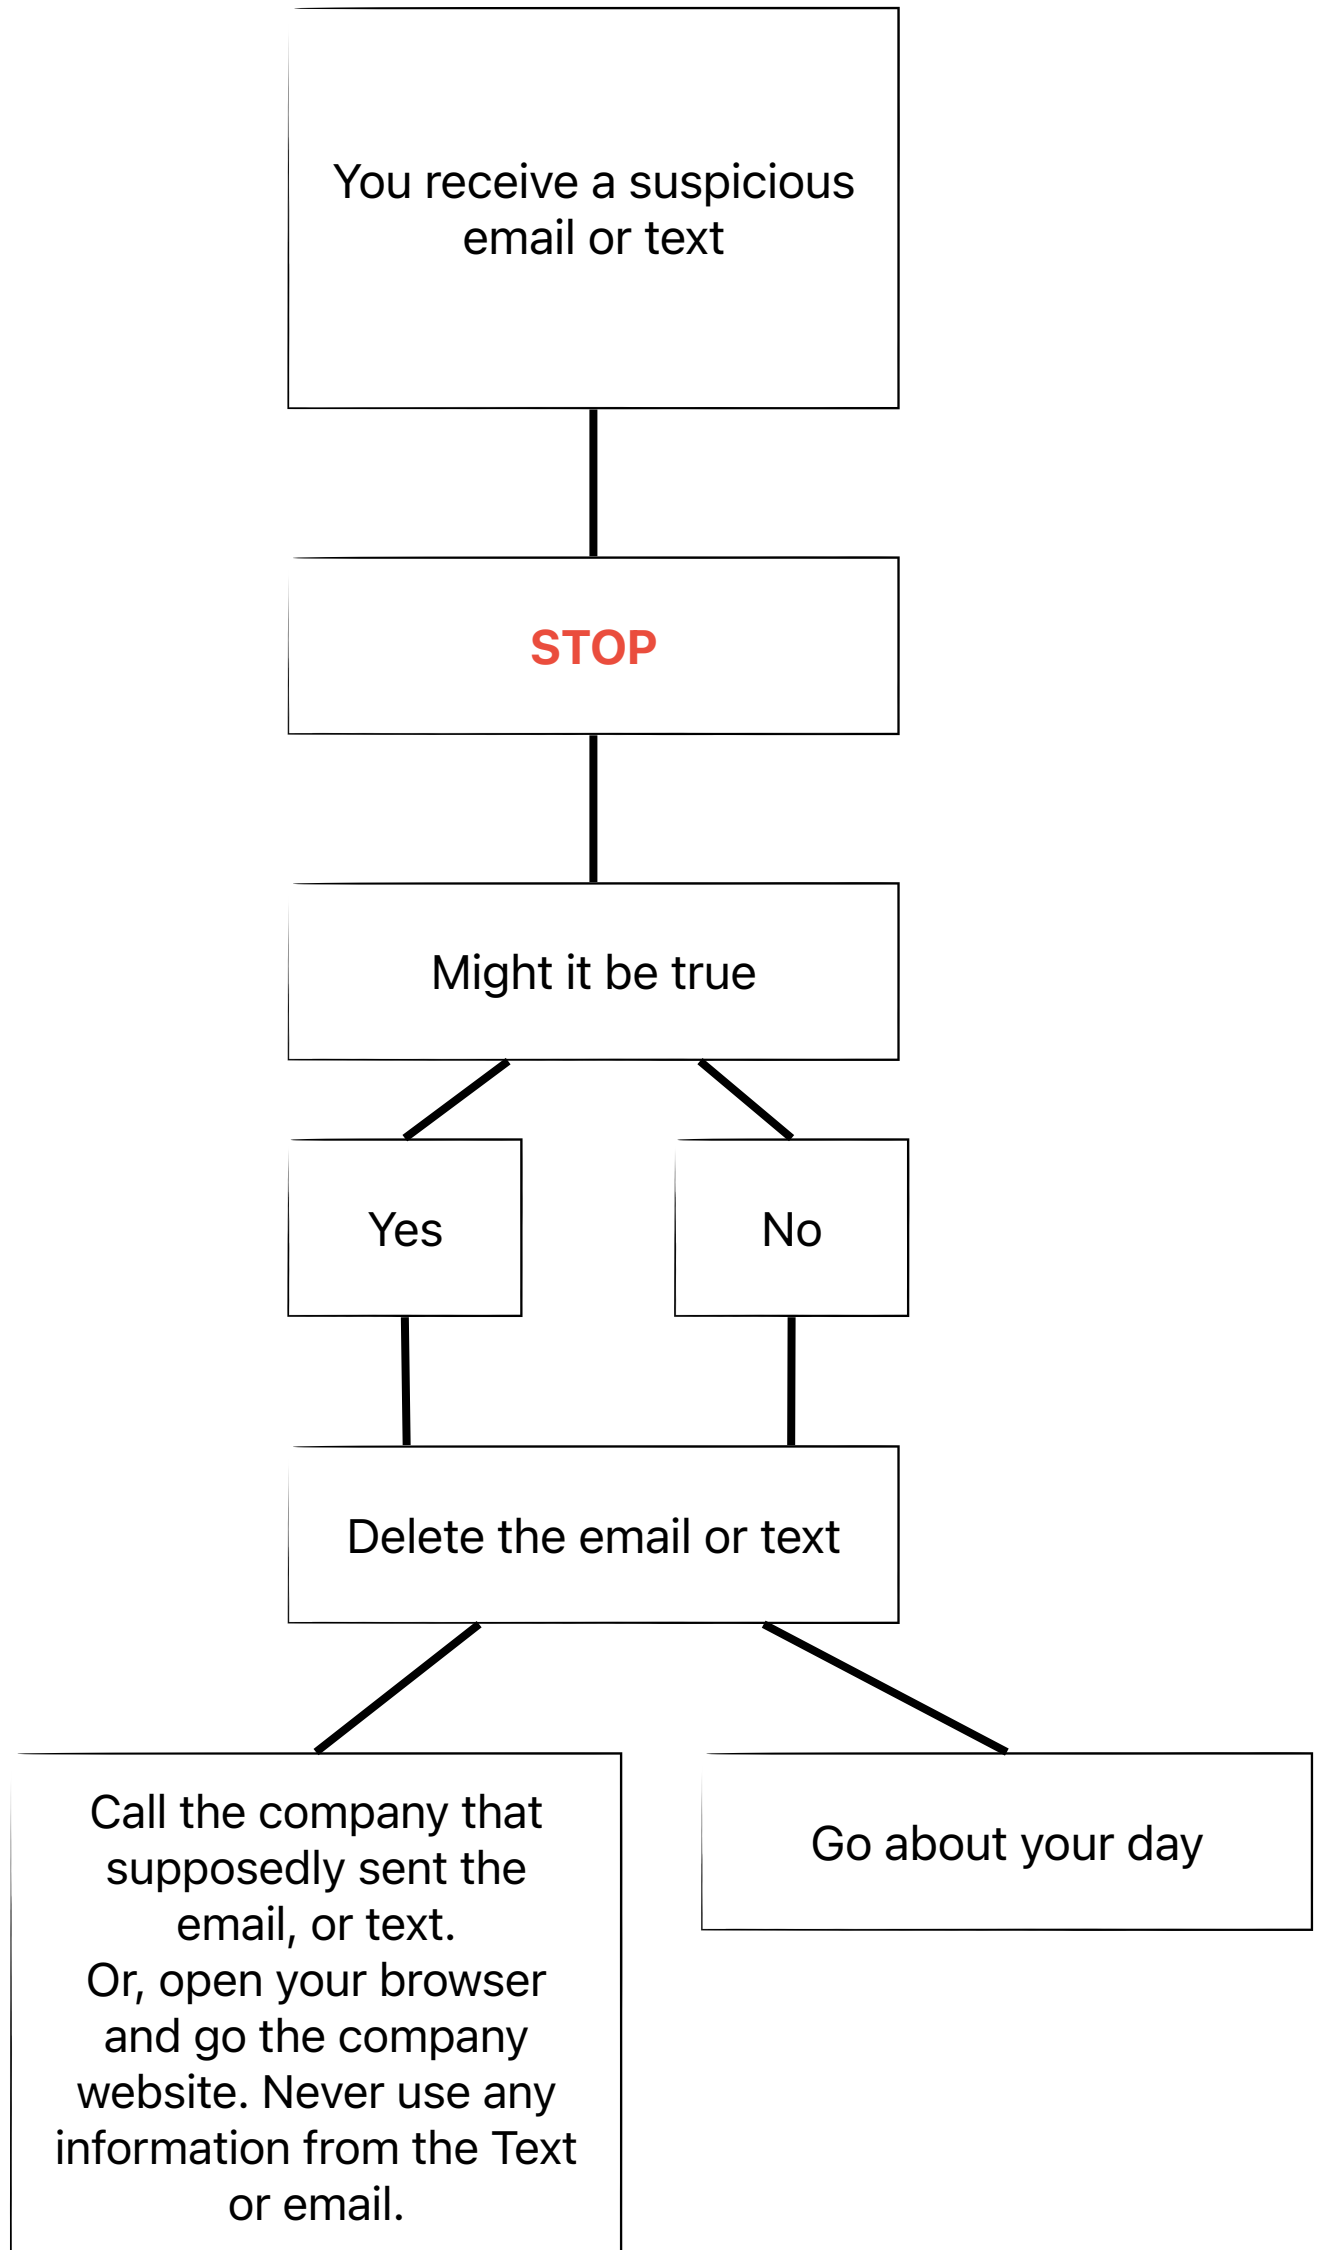 You receive a suspicious
email or text
STOP
Might it be true
Yes
No
Delete the email or text
Call the company that
supposedly sent the
email, or text.
Or, open your browser
and go the company
website. Never use any
information from the Text
or email.
Go about your day